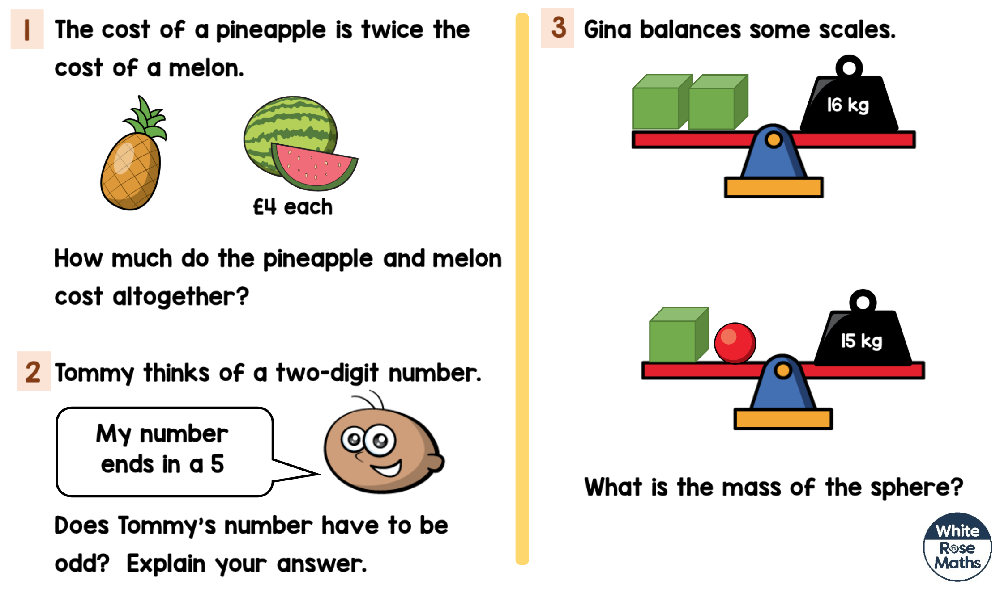 1 The cost of a pineapple is twice the
cost of a melon.
£4 each
How much do the pineapple and melon
cost altogether?
2 Tommy thinks of a two-digit number.
My number
ends in a 5
Does Tommy's number have to be
odd? Explain your answer.
3 Gina balances some scales.
16 kg
15 kg
What is the mass of the sphere?
White
Rose
Maths